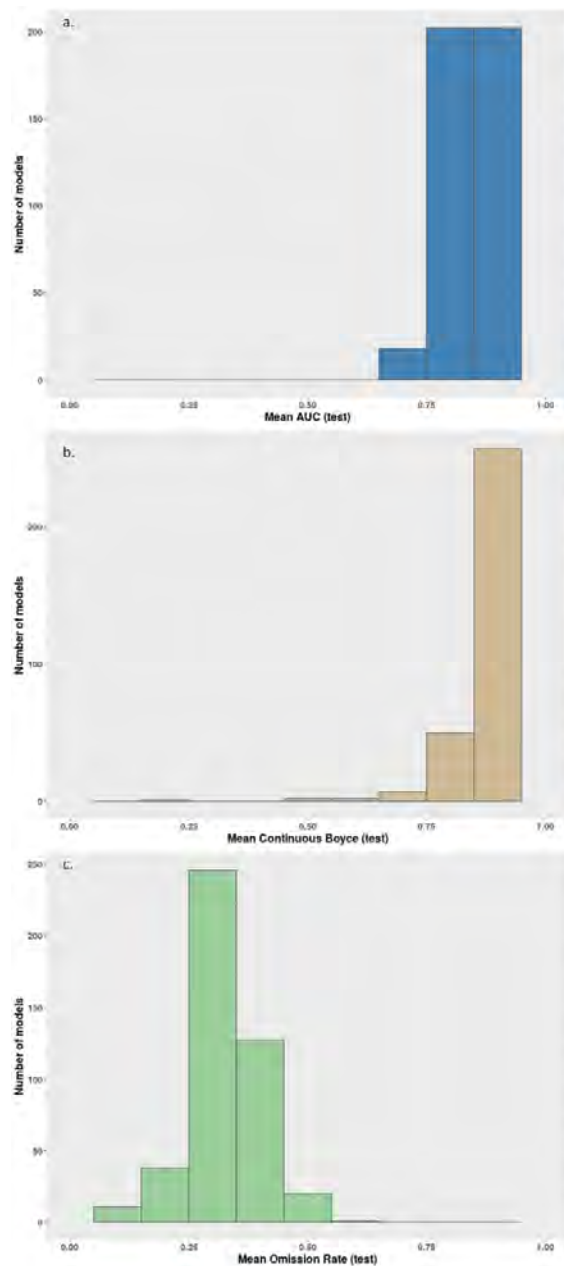 a.
200
150
100
50
0
Number of models
0.00 0.25 0.50 0.75 1.00
Mean AUC (test)
b.
200
100
0
Number of models
0.00 0.25 0.50 0.75 1.00
Mean Continuous Boyce (test)
c.
250
200
150
100
50
0
Number of models
0.00 0.25 0.50 0.75 1.00
Mean Omission Rate (test)